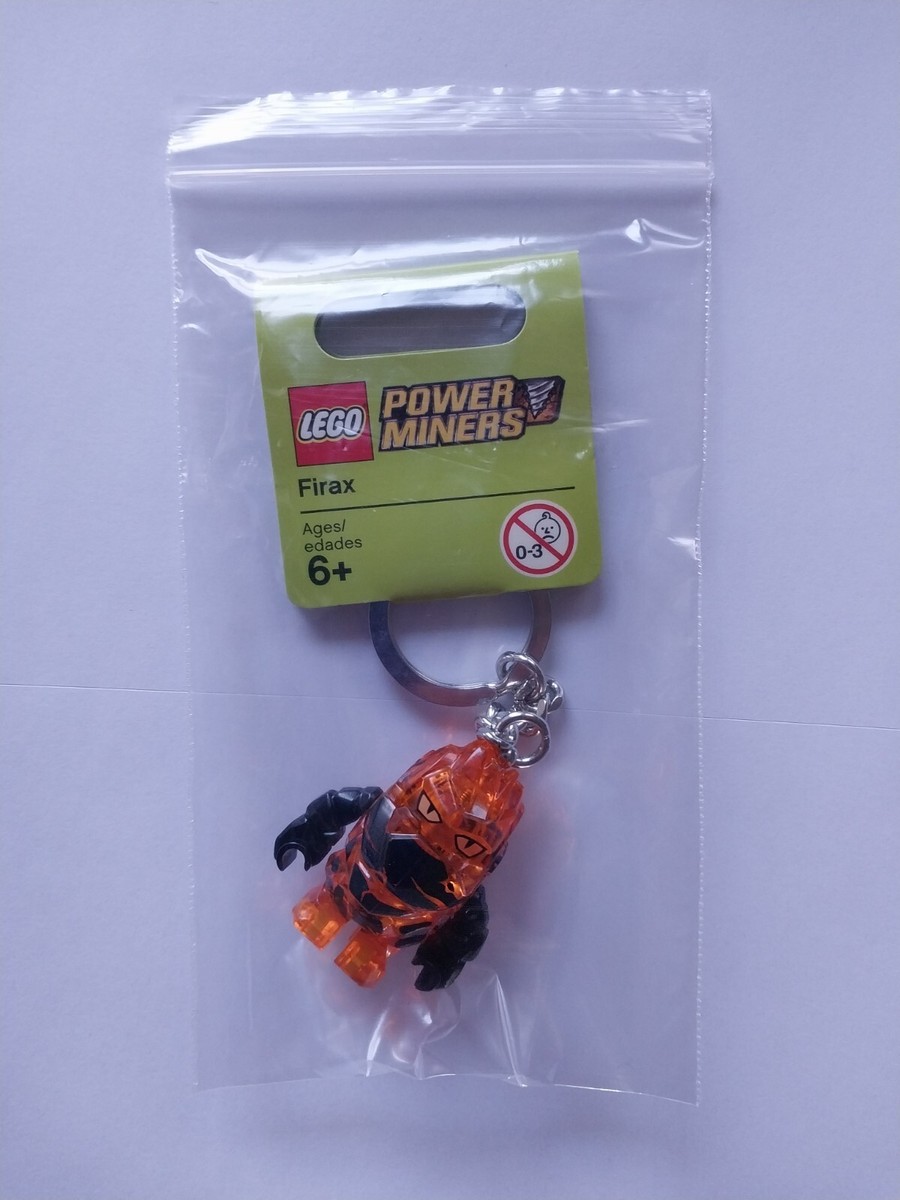 LEGO
POWER
MINERS
Firax
Ages/
edades
6+
0-3